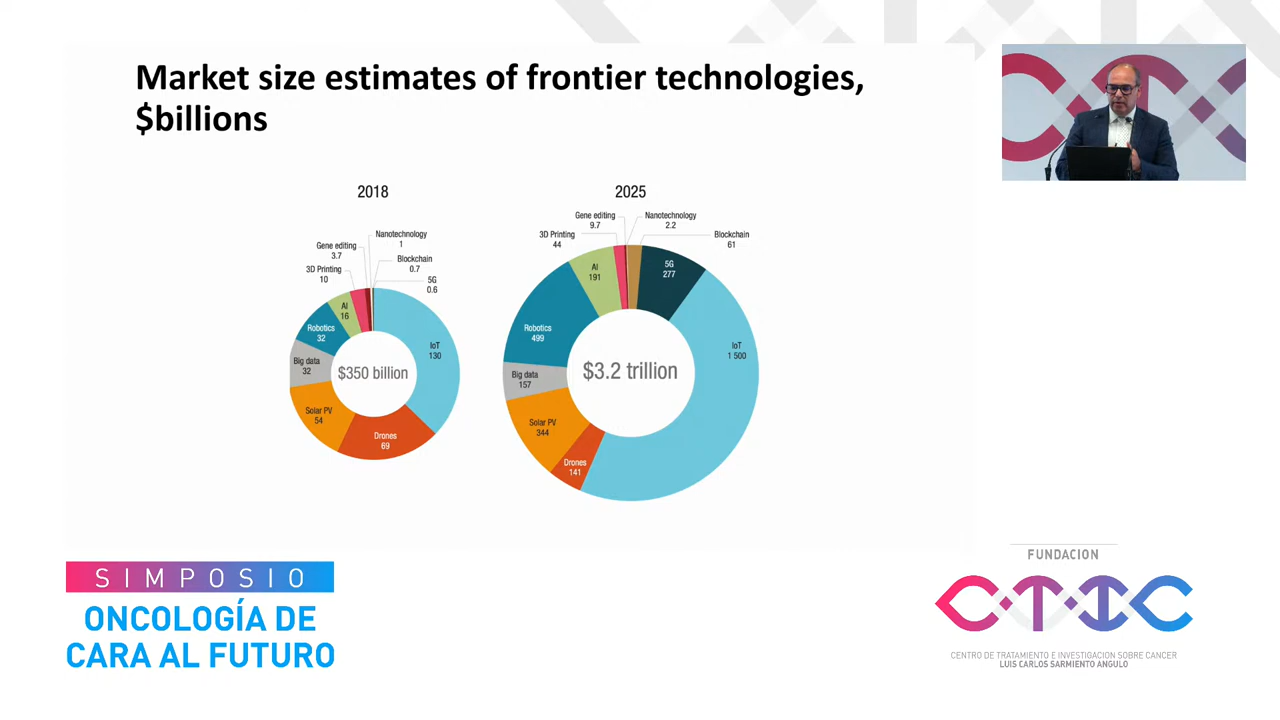 Market size estimates of frontier technologies,
$billions
2018
Nanotechnology
1
Gene editing
3.7
Blockchain
0.7
3D Printing
10
5G
0.6
AI
16
Robotics
32
IoT
130
Big data
32
$350 billion
Solar PV
54
Drones
69
2025
Gene editing
9.7
Nanotechnology
2.2
3D Printing
44
Blockchain
61
AI
191
5G
277
Robotics
499
IoT
1 500
Big data
157
$3.2 trillion
Solar PV
344
Drones
141
SIMPOSIO
ONCOLOGÍA DE
CARA AL FUTURO
FUNDACION
CTIC
CENTRO DE TRATAMIENTO E INVESTIGACION SOBRE CANCER
LUIS CARLOS SARMIENTO ANGULO